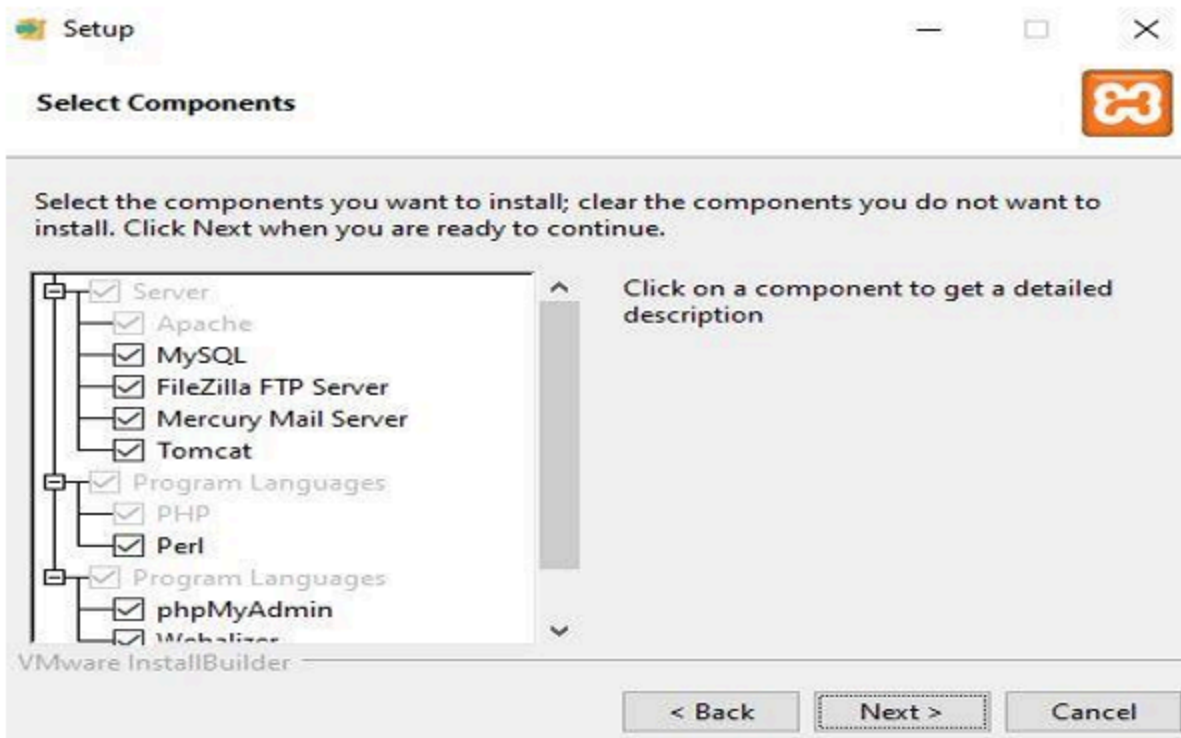 Setup
Select Components
Select the components you want to install; clear the components you do not want to
install. Click Next when you are ready to continue.
Server
Apache
MySQL
FileZilla FTP Server
Mercury Mail Server
Tomcat
Program Languages
PHP
Perl
Program Languages
phpMyAdmin
Webalizer
Click on a component to get a detailed
description
VMware InstallBuilder
< Back
Next >
Cancel